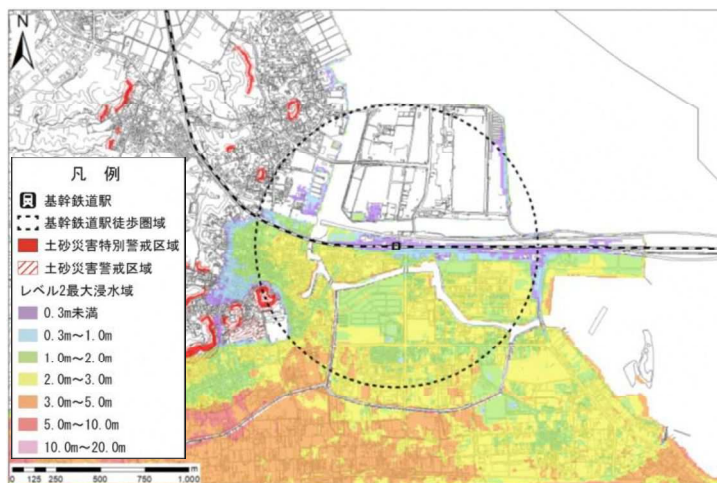 N
凡 例
基幹鉄道駅
基幹鉄道駅徒歩圏域
土砂災害特別警戒区域
土砂災害警戒区域
レベル2最大浸水域
0.3m未満
0.3m~1.0m
1.0m~2.0m
2.0m~3.0m
3.0m~5.0m
5.0m~10.0m
10.0m~20.0m
0 125 250 500 750 1,000
m